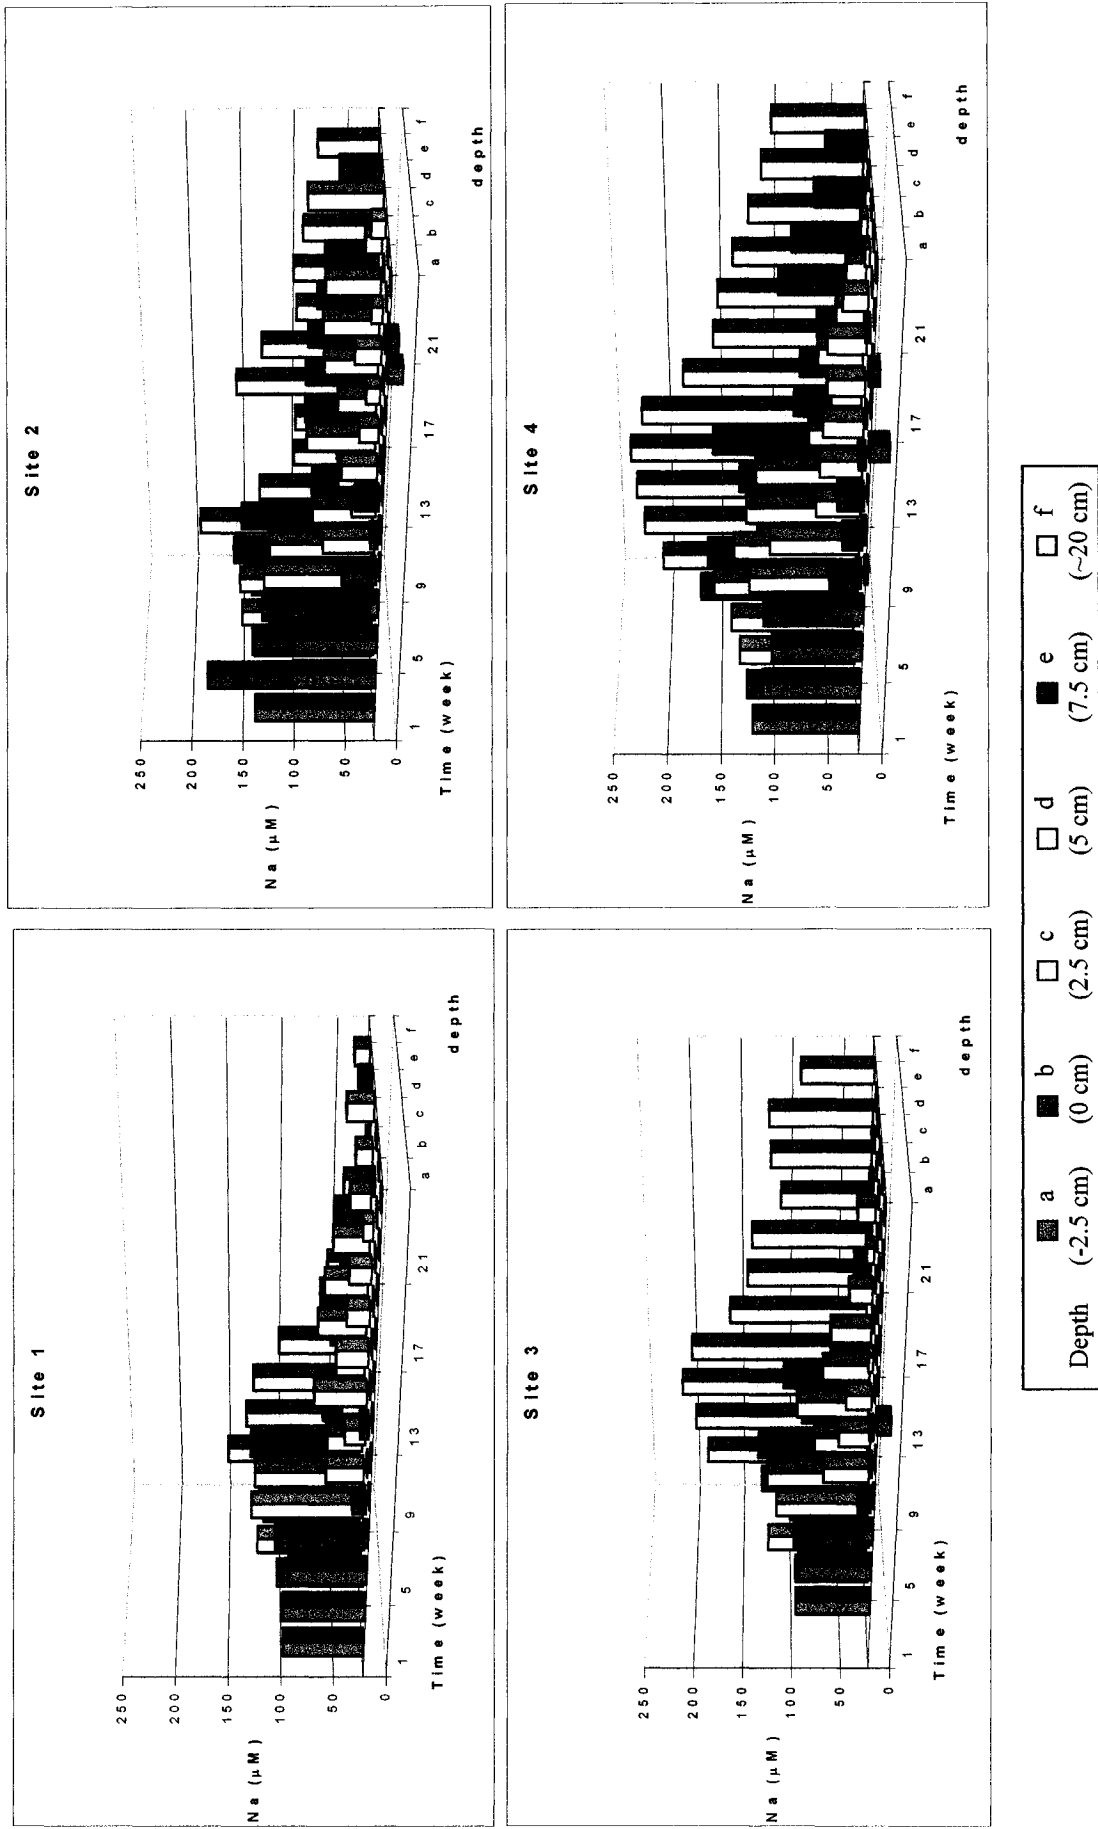 Site 1
Na (µM)
250
200
150
100
50
0
1
5
9
13
17
21
a
b
c
d
e
f
Time (week)
depth
Site 2
Na (µM)
250
200
150
100
50
0
1
5
9
13
17
21
a
b
c
d
e
f
Time (week)
depth
Site 3
Na (µM)
250
200
150
100
50
0
1
5
9
13
17
21
a
b
c
d
e
f
Time (week)
depth
Site 4
Na (µM)
250
200
150
100
50
0
1
5
9
13
17
21
a
b
c
d
e
f
Time (week)
depth
a b c d e f
Depth (-2.5 cm) (0 cm) (2.5 cm) (5 cm) (7.5 cm) (~20 cm)